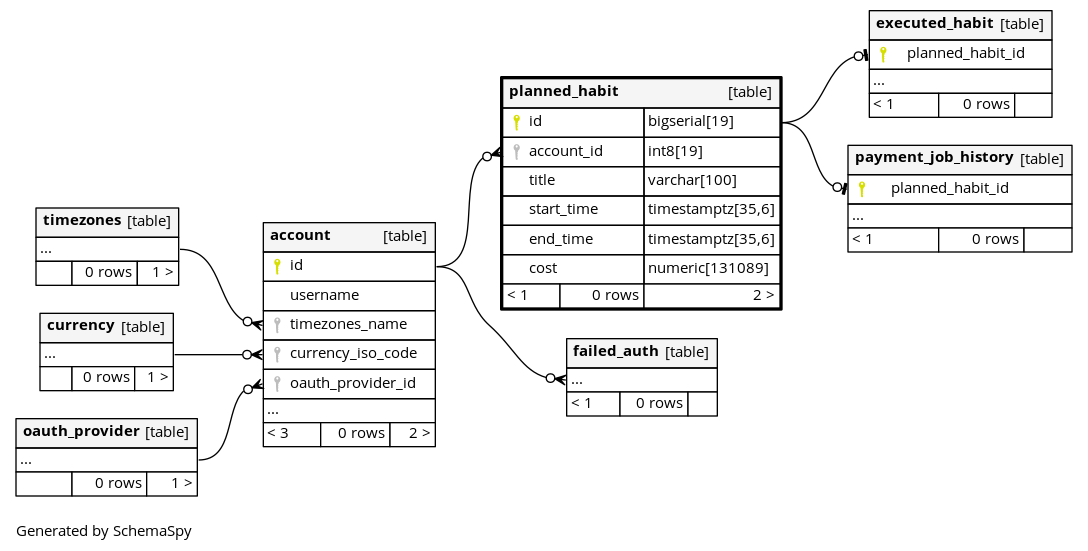 executed_habit [table]
planned_habit_id
...
< 1 0 rows
planned_habit [table]
id bigserial[19]
account_id int8[19]
title varchar[100]
start_time timestamptz[35,6]
end_time timestamptz[35,6]
cost numeric[131089]
< 1 0 rows 2 >
payment_job_history [table]
planned_habit_id
...
< 1 0 rows
timezones [table]
...
0 rows 1 >
account [table]
id
username
timezones_name
currency_iso_code
oauth_provider_id
...
< 3 0 rows 2 >
currency [table]
...
0 rows 1 >
failed_auth [table]
...
< 1 0 rows
oauth_provider [table]
...
0 rows 1 >
Generated by SchemaSpy